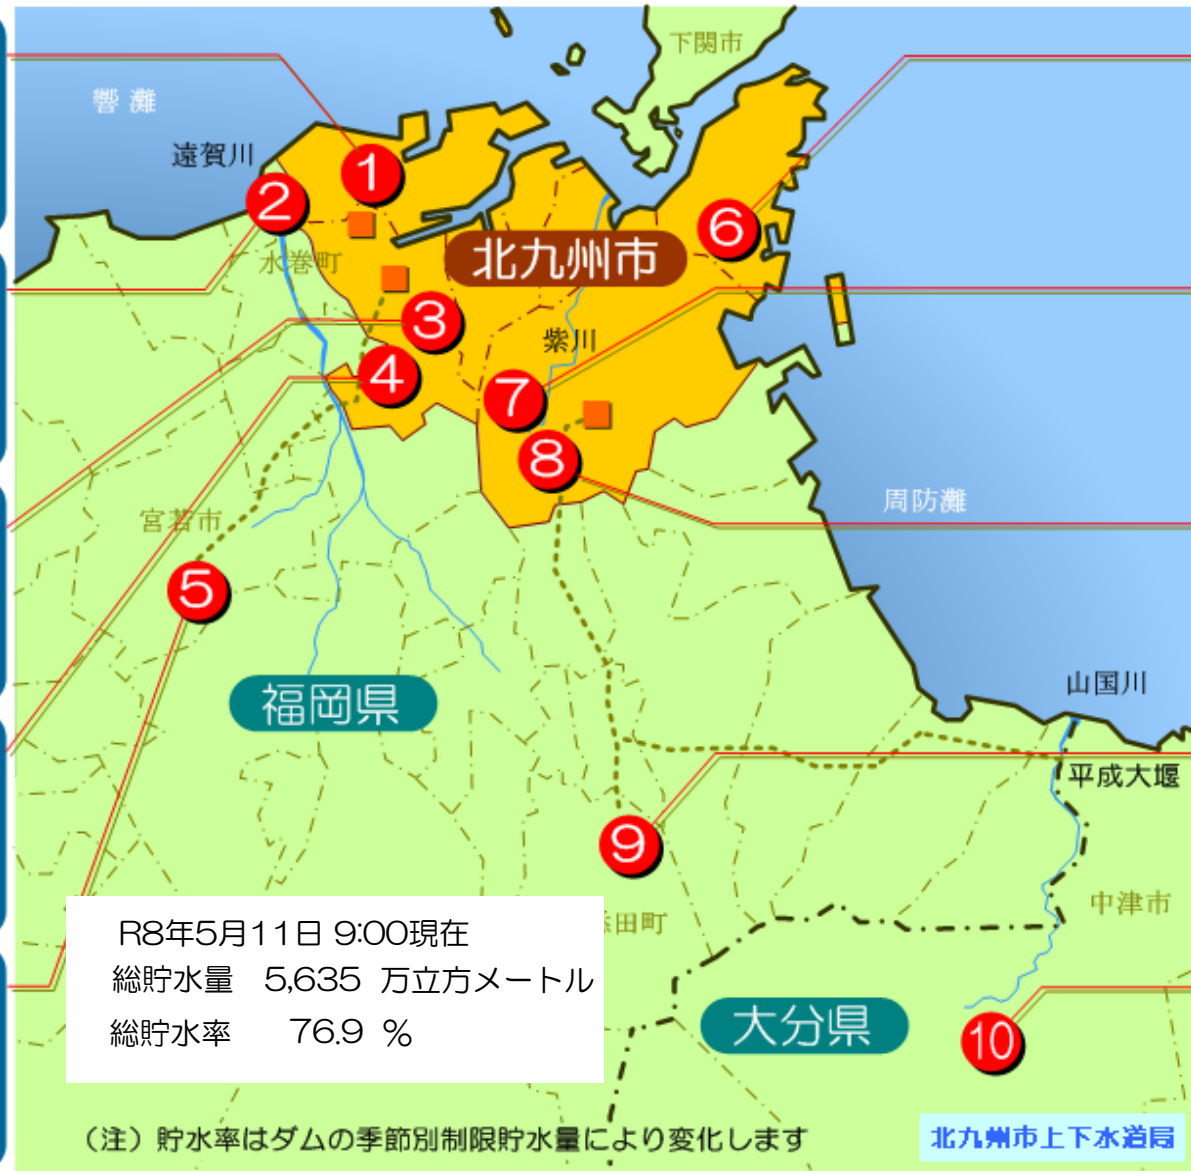 下関市
響灘
遠賀川
1
2
6
水巻町
北九州市
3
紫川
4
7
8
周防灘
宮若市
5
山国川
福岡県
平成大堰
9
中津市
田町
R8年5月11日 9:00現在
総貯水量 5,635 万立方メートル
総貯水率 76.9 %
大分県
10
（注）貯水率はダムの季節別制限貯水量により変化します
北九州市上下水道局